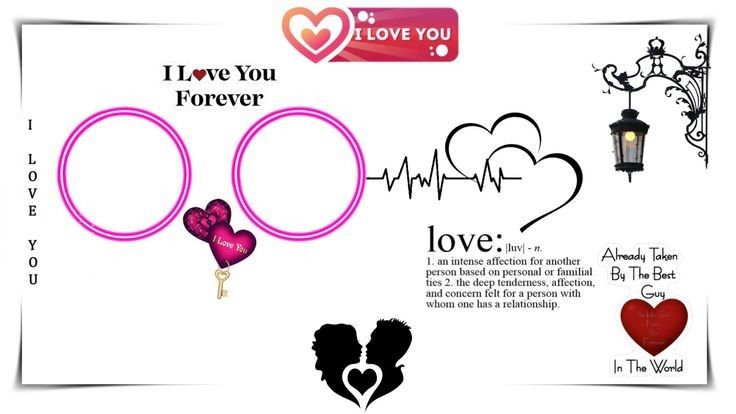 I LOVE YOU
I L❤ve You
Forever
I
L
O
V
E
Y
O
U
I Love You
love: |luv| - n.
1. an intense affection for another
person based on personal or familial
ties 2. the deep tenderness, affection,
and concern felt for a person with
whom one has a relationship.
Already Taken
By The Best
Guy
In The World